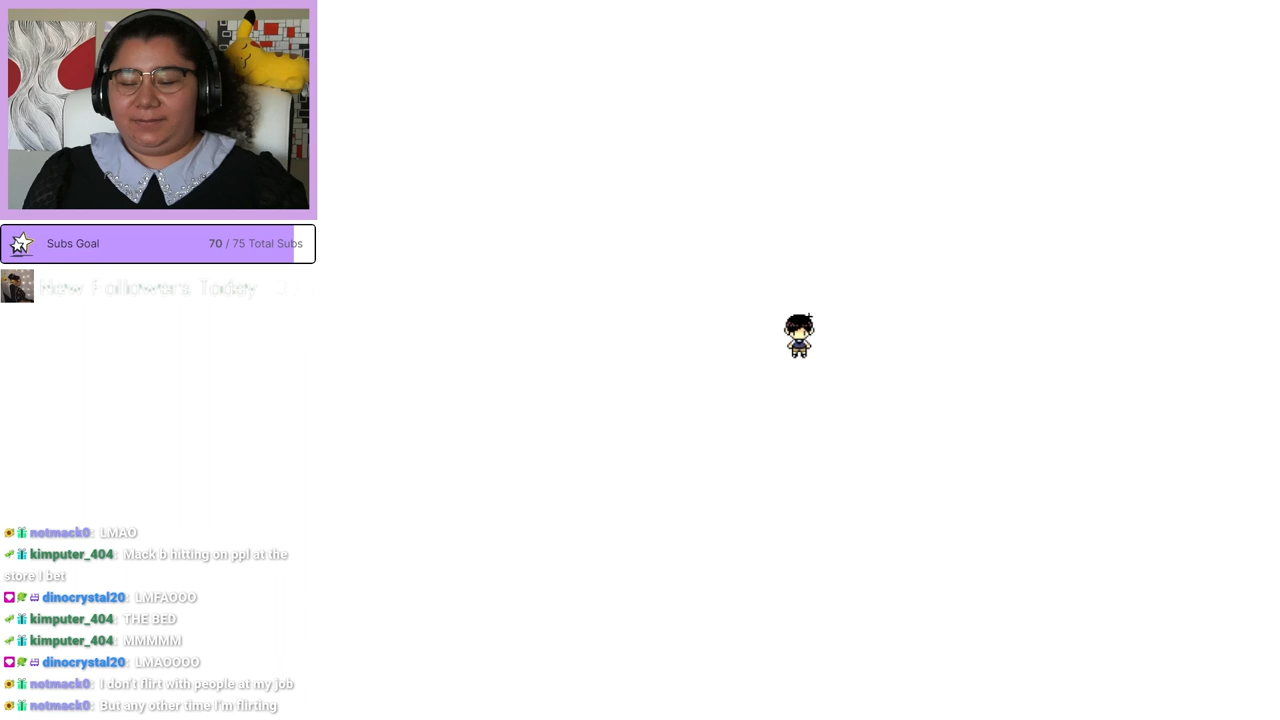 Subs Goal 70 / 75 Total Subs
New Followers Today
notmack0: LMAO
kimputer_404: Mack b hitting on ppl at the
store I bet
dinocrystal20: LMFAOOO
kimputer_404: THE BED
kimputer_404: MMMMM
dinocrystal20: LMAOOOO
notmack0: I don't flirt with people at my job
notmack0: But any other time I'm flirting